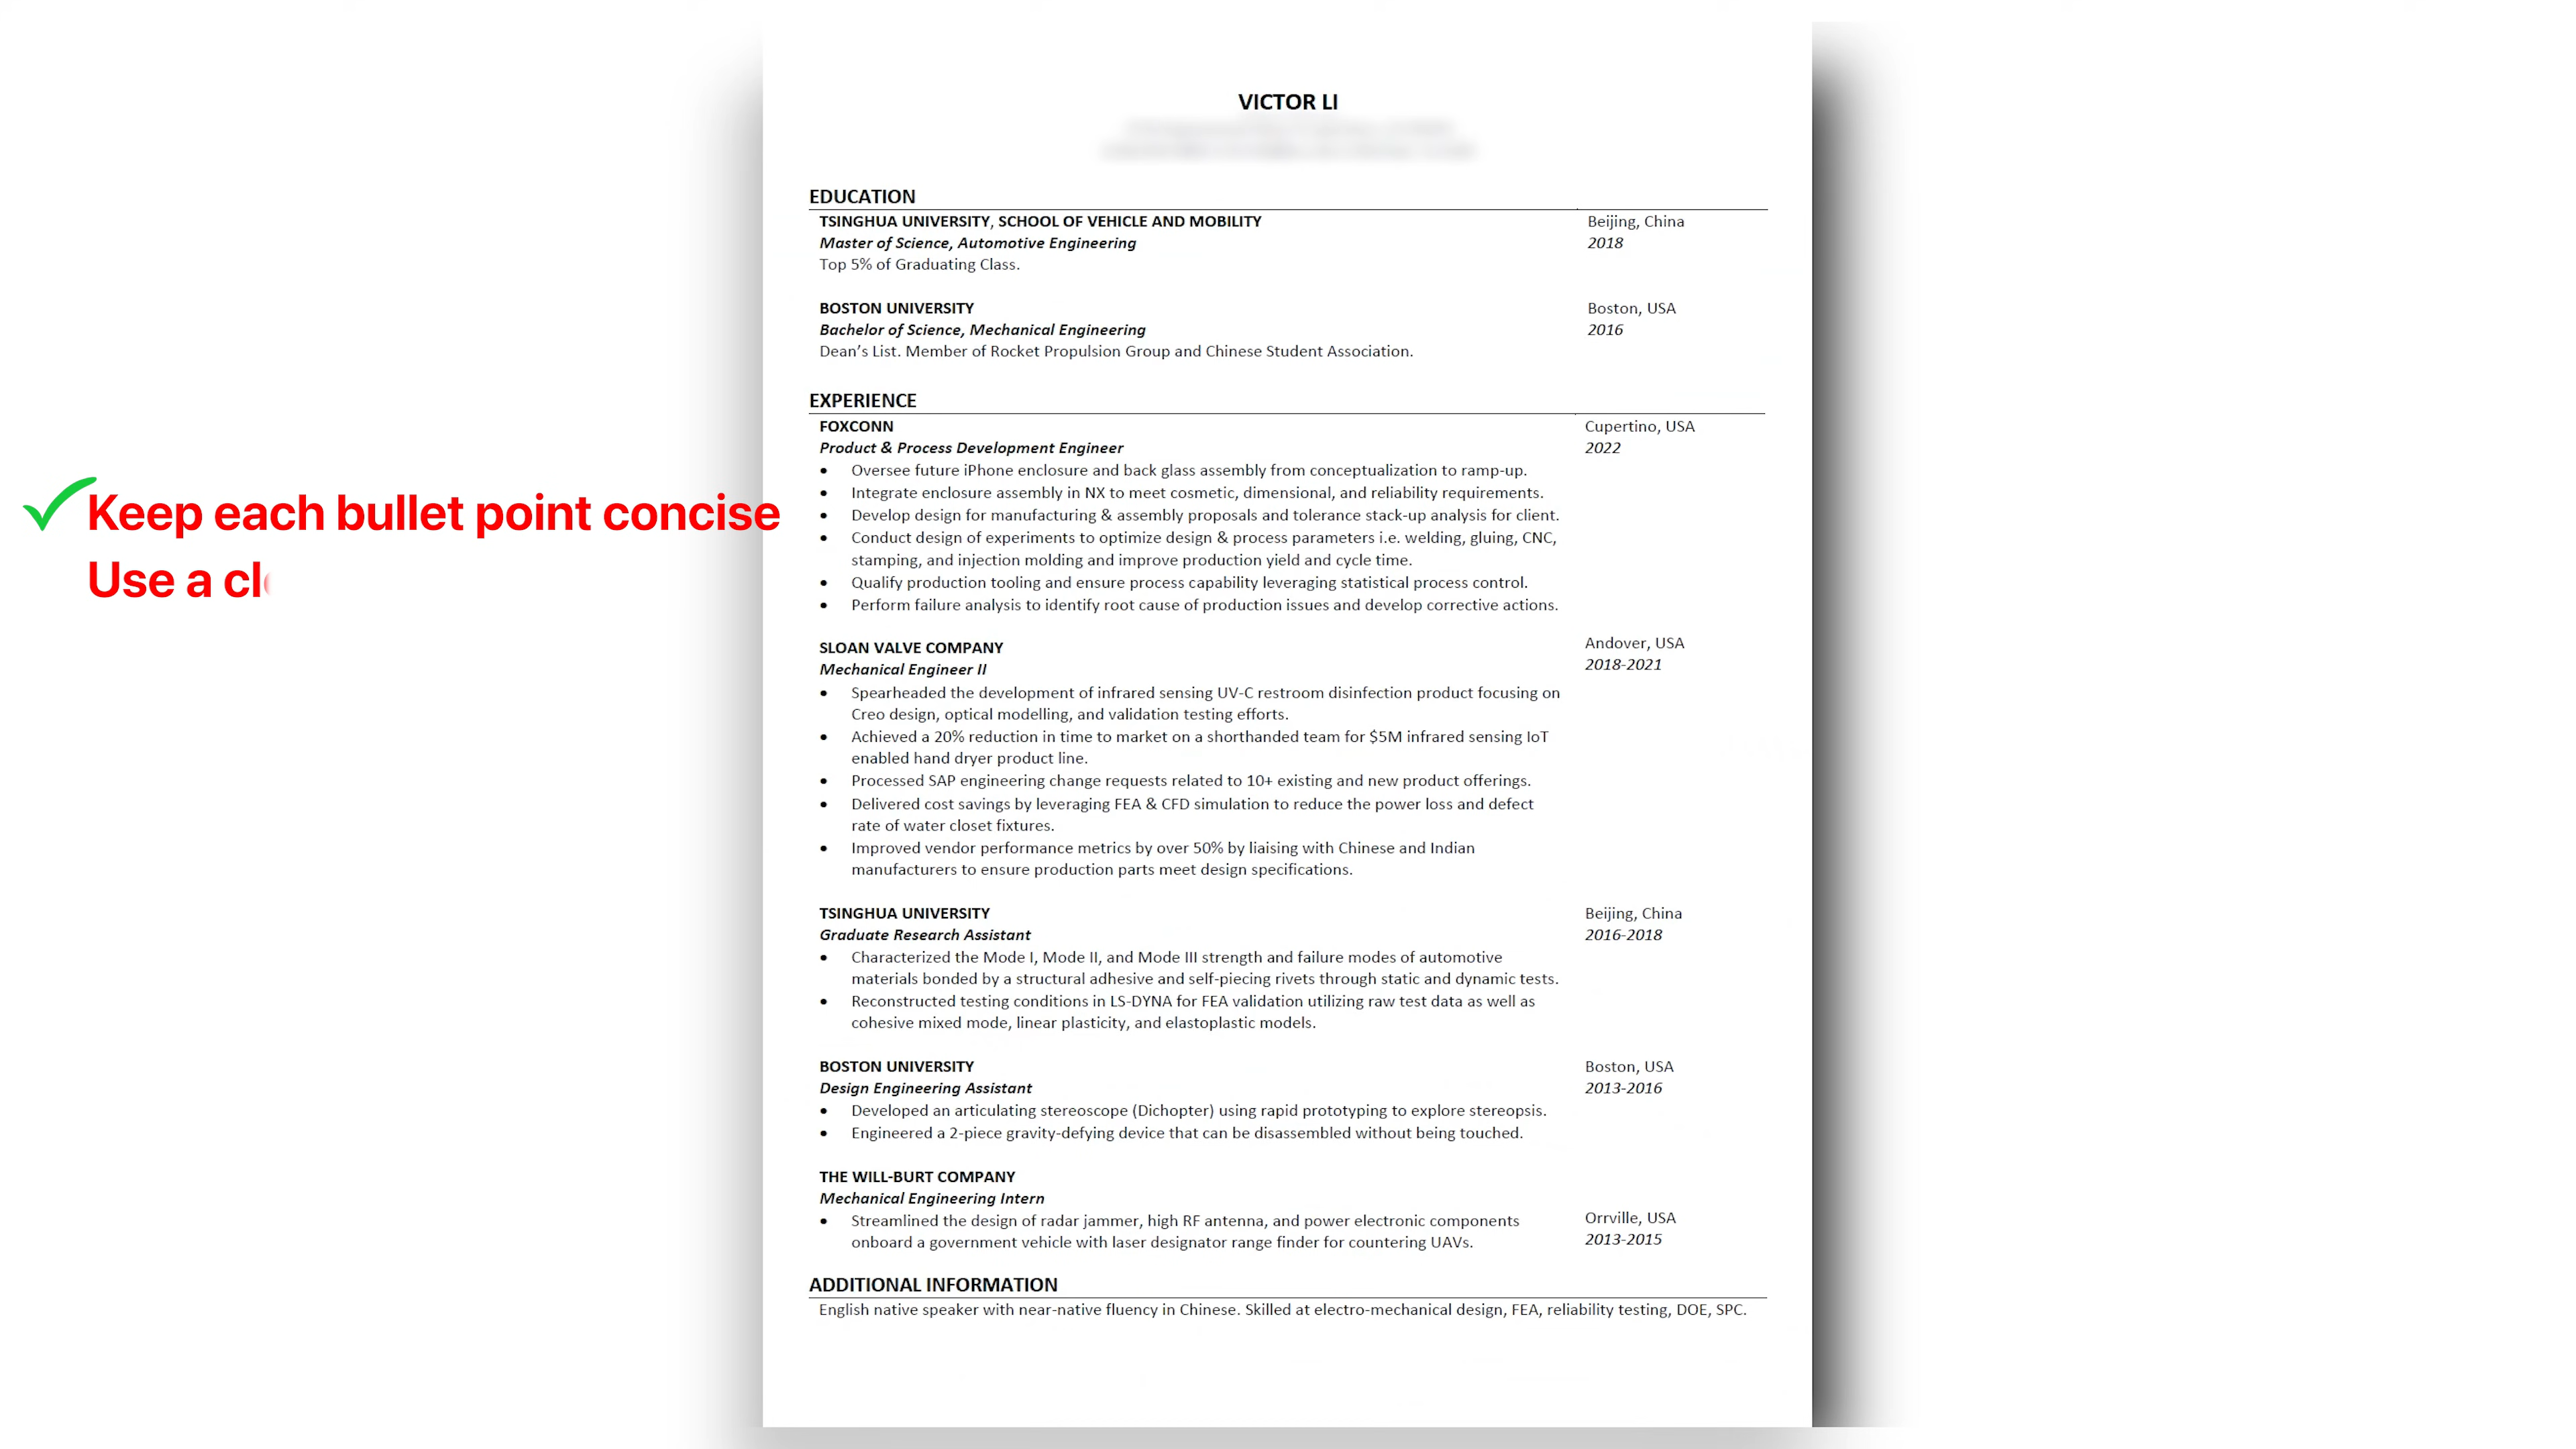 VICTOR LI
EDUCATION
TSINGHUA UNIVERSITY, SCHOOL OF VEHICLE AND MOBILITY
Beijing, China
Master of Science, Automotive Engineering
2018
Top 5% of Graduating Class.
BOSTON UNIVERSITY
Boston, USA
Bachelor of Science, Mechanical Engineering
2016
Dean’s List. Member of Rocket Propulsion Group and Chinese Student Association.
EXPERIENCE
FOXCONN
Cupertino, USA
Product & Process Development Engineer
2022
• Oversee future iPhone enclosure and back glass assembly from conceptualization to ramp-up.
• Integrate enclosure assembly in NX to meet cosmetic, dimensional, and reliability requirements.
• Develop design for manufacturing & assembly proposals and tolerance stack-up analysis for client.
• Conduct design of experiments to optimize design & process parameters i.e. welding, gluing, CNC,
stamping, and injection molding and improve production yield and cycle time.
• Qualify production tooling and ensure process capability leveraging statistical process control.
• Perform failure analysis to identify root cause of production issues and develop corrective actions.
SLOAN VALVE COMPANY
Andover, USA
Mechanical Engineer II
2018-2021
• Spearheaded the development of infrared sensing UV-C restroom disinfection product focusing on
Creo design, optical modelling, and validation testing efforts.
• Achieved a 20% reduction in time to market on a shorthanded team for $5M infrared sensing IoT
enabled hand dryer product line.
• Processed SAP engineering change requests related to 10+ existing and new product offerings.
• Delivered cost savings by leveraging FEA & CFD simulation to reduce the power loss and defect
rate of water closet fixtures.
• Improved vendor performance metrics by over 50% by liaising with Chinese and Indian
manufacturers to ensure production parts meet design specifications.
TSINGHUA UNIVERSITY
Beijing, China
Graduate Research Assistant
2016-2018
• Characterized the Mode I, Mode II, and Mode III strength and failure modes of automotive
materials bonded by a structural adhesive and self-piecing rivets through static and dynamic tests.
• Reconstructed testing conditions in LS-DYNA for FEA validation utilizing raw test data as well as
cohesive mixed mode, linear plasticity, and elastoplastic models.
BOSTON UNIVERSITY
Boston, USA
Design Engineering Assistant
2013-2016
• Developed an articulating stereoscope (Dichopter) using rapid prototyping to explore stereopsis.
• Engineered a 2-piece gravity-defying device that can be disassembled without being touched.
THE WILL-BURT COMPANY
Mechanical Engineering Intern
• Streamlined the design of radar jammer, high RF antenna, and power electronic components
Orrville, USA
onboard a government vehicle with laser designator range finder for countering UAVs.
2013-2015
ADDITIONAL INFORMATION
English native speaker with near-native fluency in Chinese. Skilled at electro-mechanical design, FEA, reliability testing, DOE, SPC.
Keep each bullet point concise
Use a cl